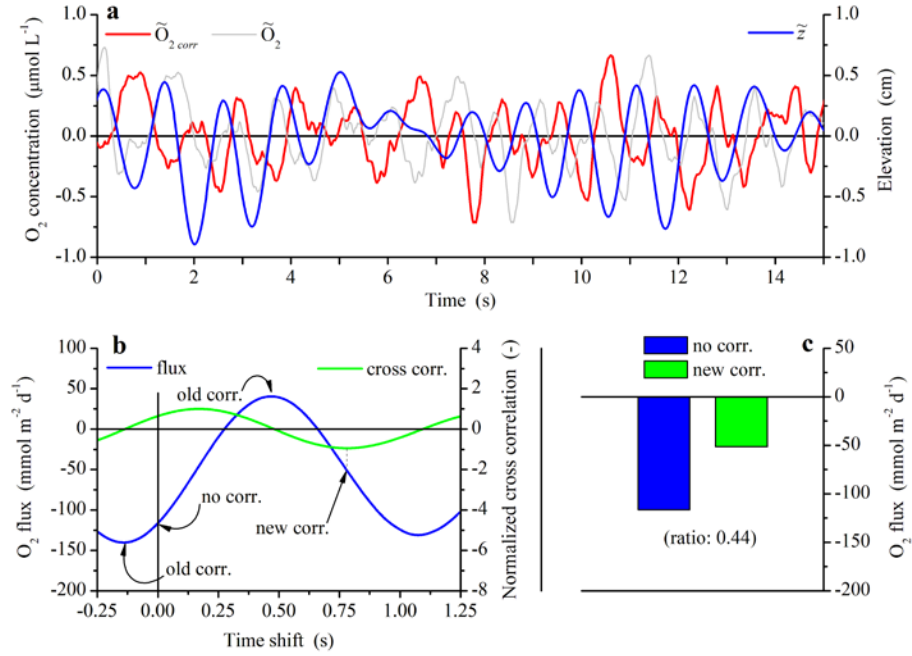 a
Õ₂ corr Õ₂ z̃
O₂ concentration (μmol L⁻¹)
1.0
0.5
0.0
-0.5
-1.0
1.0
0.5
0.0
-0.5
-1.0
Elevation (cm)
0 2 4 6 8 10 12 14
Time (s)
b
flux cross corr.
old corr.
no corr.
new corr.
old corr.
O₂ flux (mmol m⁻² d⁻¹)
100
50
0
-50
-100
-150
-200
4
2
0
-2
-4
-6
-8
Normalized cross correlation (-)
-0.25 0.00 0.25 0.50 0.75 1.00 1.25
Time shift (s)
c
no corr.
new corr.
(ratio: 0.44)
50
0
-50
-100
-150
-200
O₂ flux (mmol m⁻² d⁻¹)